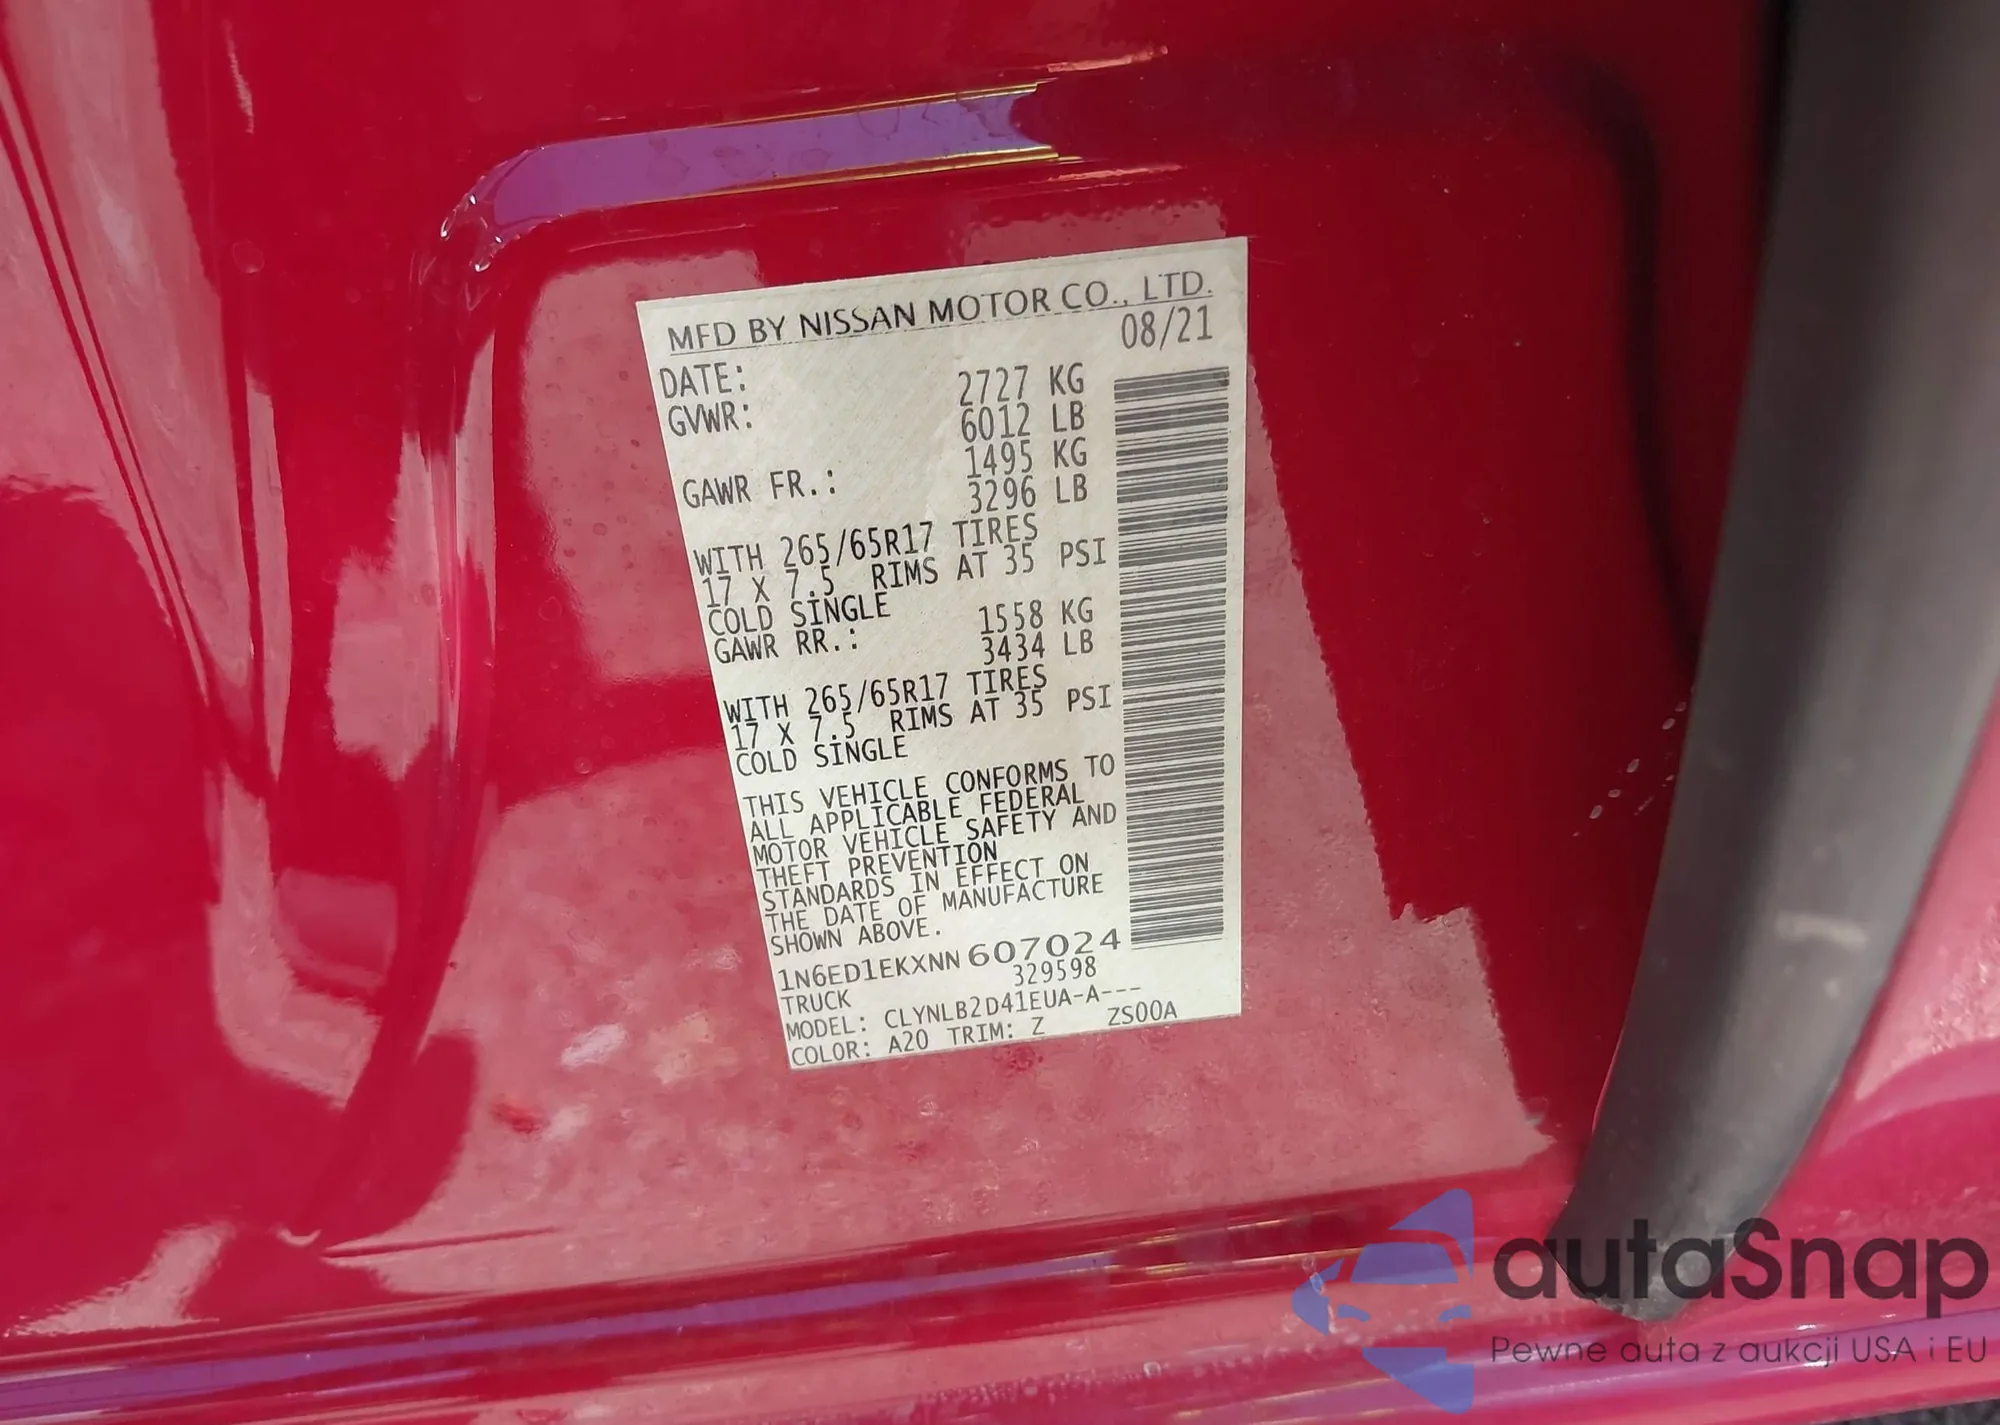 MFD BY NISSAN MOTOR CO., LTD.
DATE: 08/21
GVWR: 2727 KG
6012 LB
GAWR FR.: 1495 KG
3296 LB
WITH 265/65R17 TIRES
17 X 7.5 RIMS AT 35 PSI
COLD SINGLE
GAWR RR.: 1558 KG
3434 LB
WITH 265/65R17 TIRES
17 X 7.5 RIMS AT 35 PSI
COLD SINGLE
THIS VEHICLE CONFORMS TO
ALL APPLICABLE FEDERAL
MOTOR VEHICLE SAFETY AND
THEFT PREVENTION
STANDARDS IN EFFECT ON
THE DATE OF MANUFACTURE
SHOWN ABOVE.
1N6ED1EKXNN 607024
TRUCK 329598
MODEL: CLYNLB2D41EUA-A---
COLOR: A20 TRIM: Z ZS00A
autaSnap
Pewne auta z aukcji USA i EU